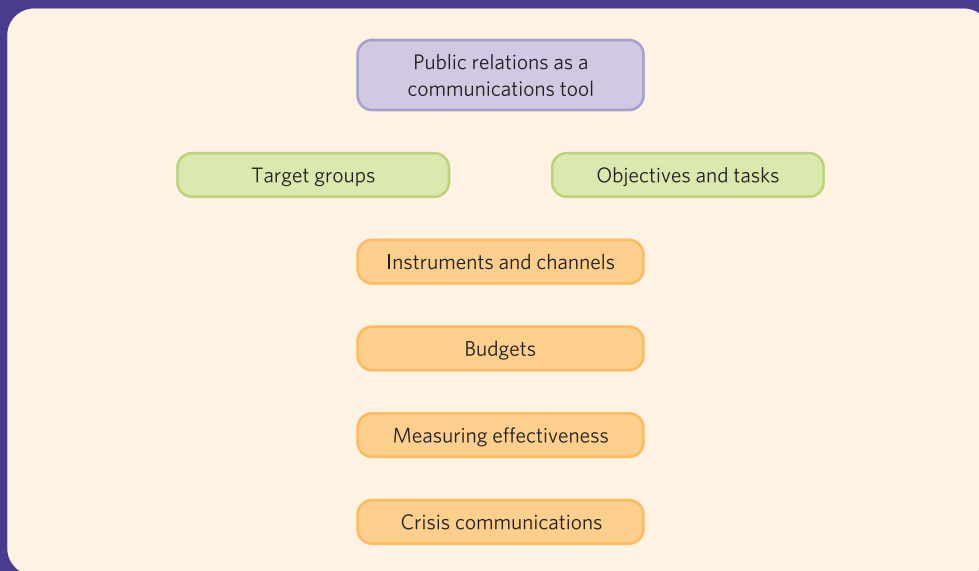 Public relations as a
communications tool
Target groups
Objectives and tasks
Instruments and channels
Budgets
Measuring effectiveness
Crisis communications